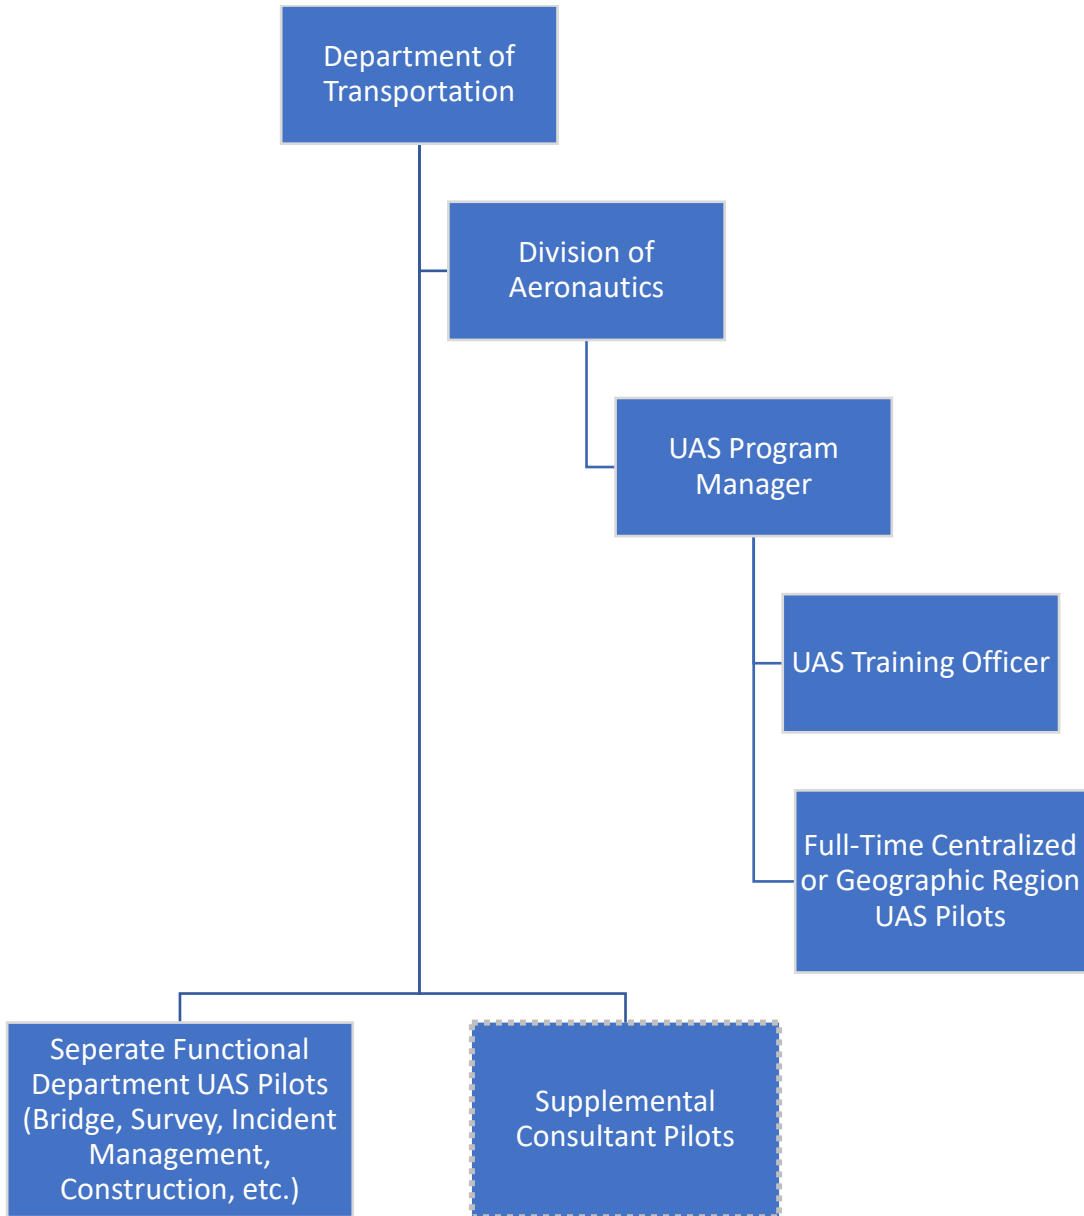 Department of
Transportation
Division of
Aeronautics
UAS Program
Manager
UAS Training Officer
Full-Time Centralized
or Geographic Region
UAS Pilots
Seperate Functional
Department UAS Pilots
(Bridge, Survey, Incident
Management,
Construction, etc.)
Supplemental
Consultant Pilots